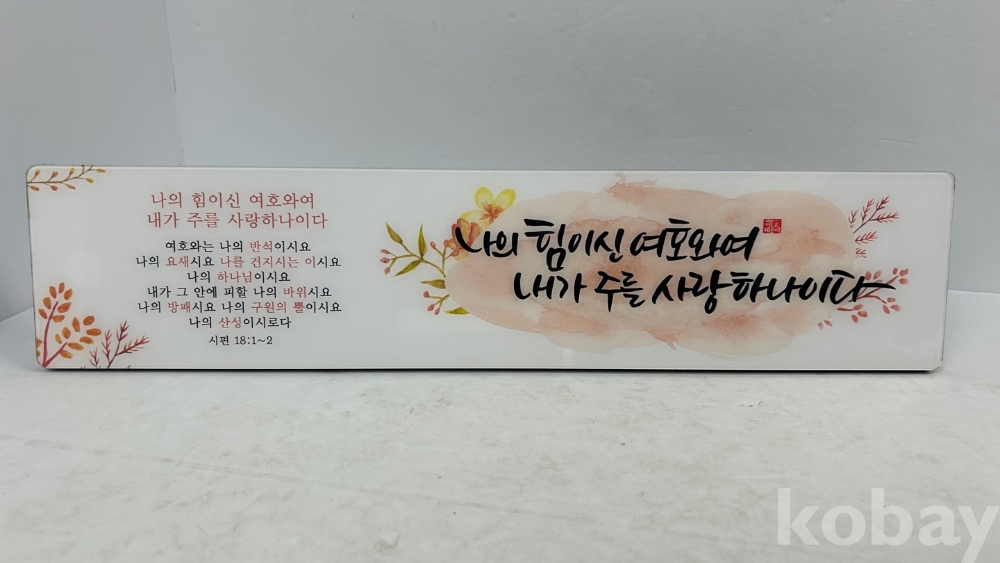 나의 힘이신 여호와여
내가 주를 사랑하나이다
여호와는 나의 반석이시요
나의 요새시요 나를 건지시는 이시요
나의 하나님이시요
내가 그 안에 피할 나의 바위시요
나의 방패시요 나의 구원의 뿔이시요
나의 산성이시로다
시편 18:1~2
나의 힘이신 여호와여
내가 주를 사랑하나이다
kobay